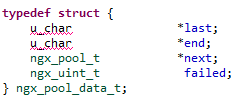 typedef struct {
    u_char               *last;
    u_char               *end;
    ngx_pool_t           *next;
    ngx_uint_t            failed;
} ngx_pool_data_t;